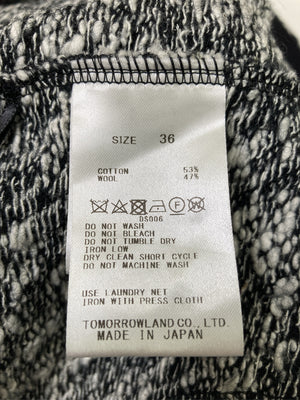 SIZE 36
COTTON 53%
WOOL 47%
DS006
DO NOT WASH
DO NOT BLEACH
DO NOT TUMBLE DRY
IRON LOW
DRY CLEAN SHORT CYCLE
DO NOT MACHINE WASH
USE LAUNDRY NET
IRON WITH PRESS CLOTH
TOMORROWLAND CO., LTD.
MADE IN JAPAN